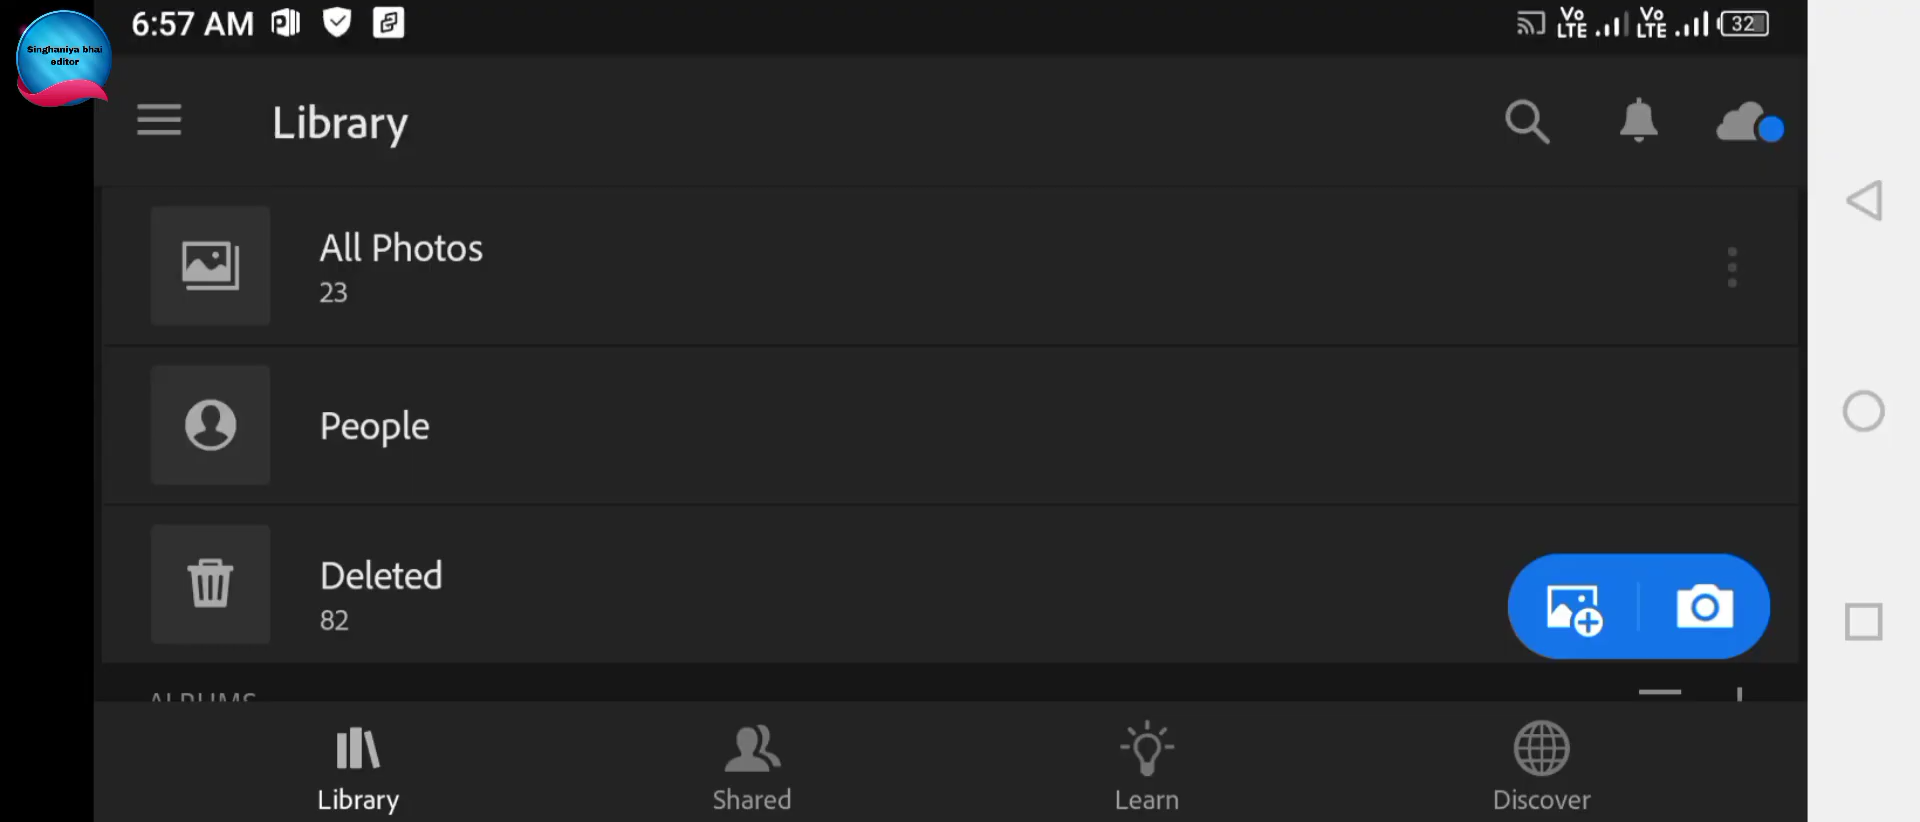 Singhaniya bhai
editor
6:57 AM
Vo
LTE
Vo
LTE
32
Library
All Photos
23
People
Deleted
82
ALBUMS
Library
Shared
Learn
Discover